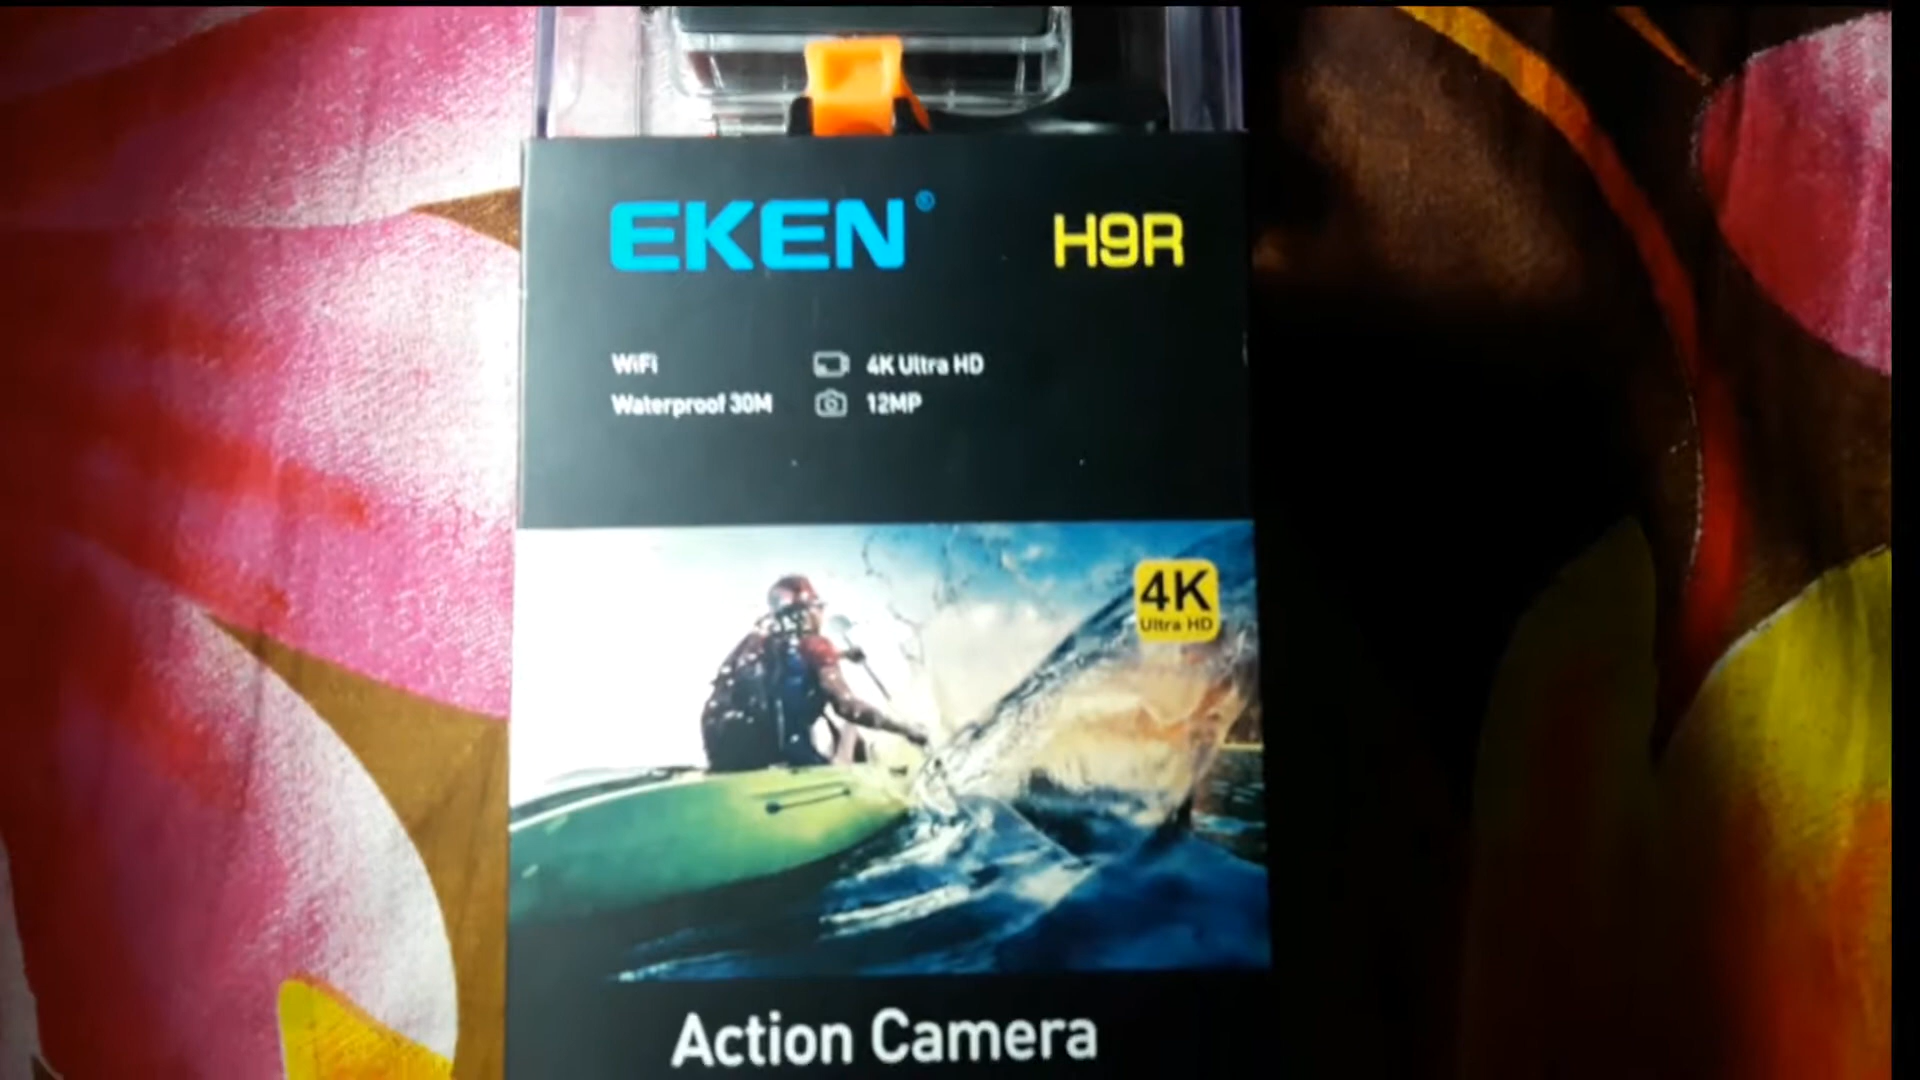 EKEN®
H9R
WiFi
4K Ultra HD
Waterproof 30M
12MP
4K
Ultra HD
Action Camera